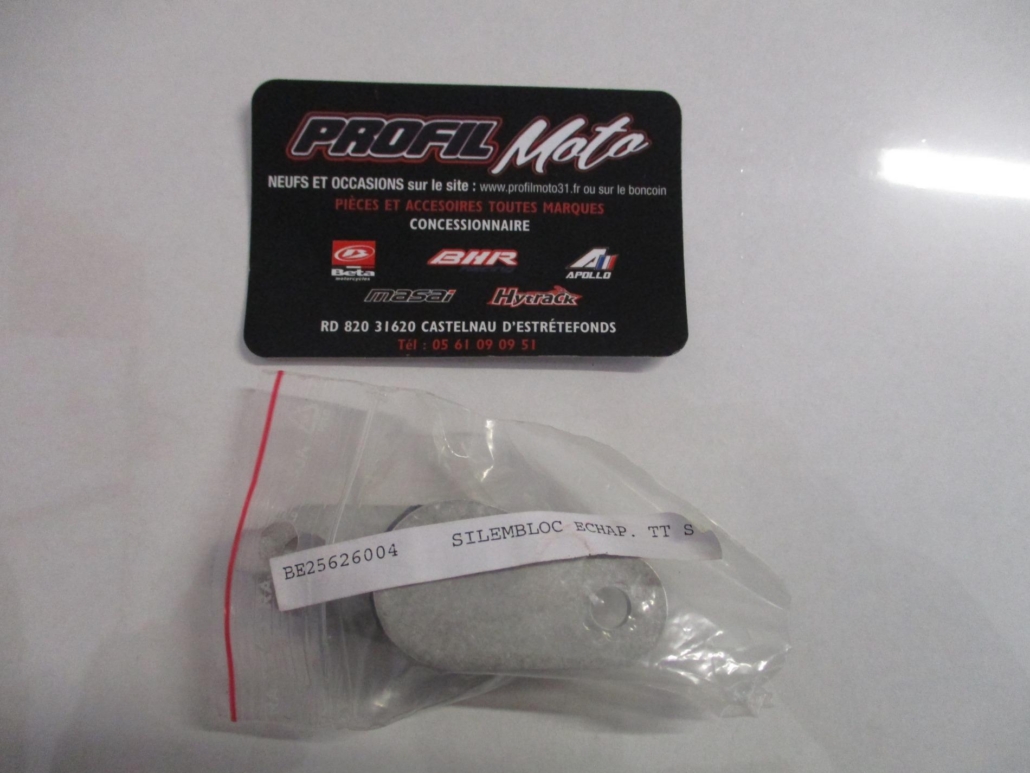 PROFIL Moto
NEUFS ET OCCASIONS sur le site : www.profilmoto31.fr ou sur le boncoin
PIÈCES ET ACCESOIRES TOUTES MARQUES
CONCESSIONNAIRE
Beta
motorcycles
BHR
APOLLO
masai
Hytrack
RD 820 31620 CASTELNAU D'ESTRÉTEFONDS
Tél : 05 61 09 09 51
BE25626004 SILEMBLOC ECHAP. TT S